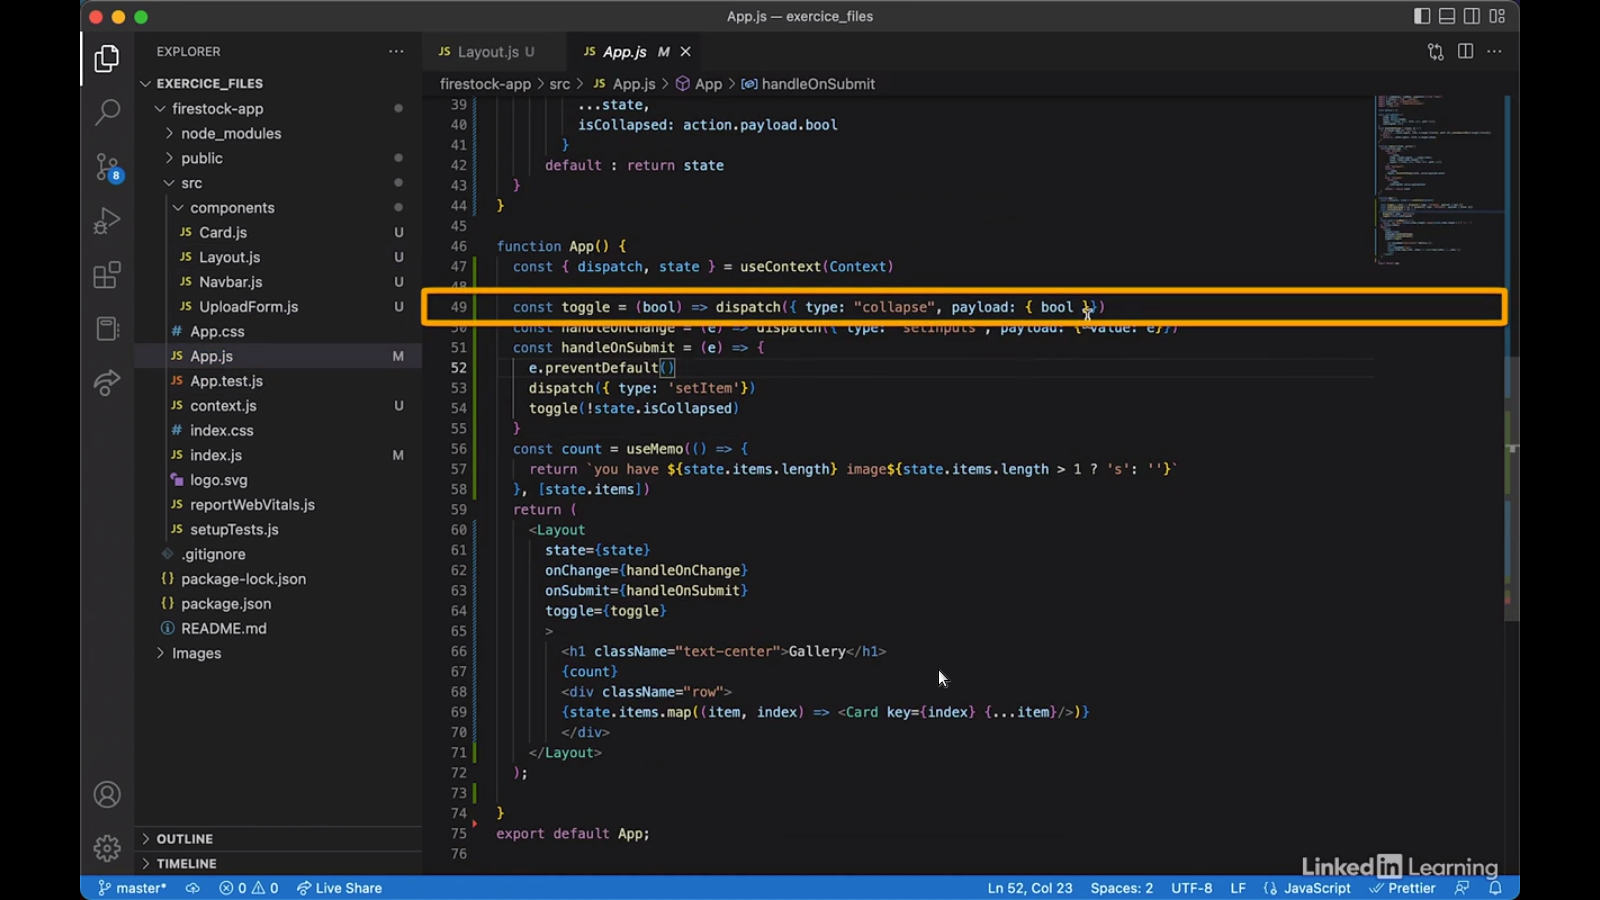 App.js — exercice_files
EXPLORER
Layout.js U
App.js M
EXERCICE_FILES
firestock-app > src > JS App.js > App > handleOnSubmit
firestock-app
node_modules
public
src
components
JS Card.js U
JS Layout.js U
JS Navbar.js U
JS UploadForm.js U
# App.css
JS App.js M
JS App.test.js
JS context.js U
# index.css
JS index.js M
logo.svg
JS reportWebVitals.js
JS setupTests.js
.gitignore
{} package-lock.json
{} package.json
README.md
Images
OUTLINE
TIMELINE
8
39 ...state,
40 isCollapsed: action.payload.bool
41 }
42 default : return state
43 }
44 }
45
46 function App() {
47 const { dispatch, state } = useContext(Context)
48
49 const toggle = (bool) => dispatch({ type: "collapse", payload: { bool }})
50 const handleOnChange = (e) => dispatch({ type: 'setInputs', payload: { value: e}})
51 const handleOnSubmit = (e) => {
52 e.preventDefault()
53 dispatch({ type: 'setItem'})
54 toggle(!state.isCollapsed)
55 }
56 const count = useMemo(() => {
57 return `you have ${state.items.length} image${state.items.length > 1 ? 's': ''}`
58 }, [state.items])
59 return (
60 <Layout
61 state={state}
62 onChange={handleOnChange}
63 onSubmit={handleOnSubmit}
64 toggle={toggle}
65 >
66 <h1 className="text-center">Gallery</h1>
67 {count}
68 <div className="row">
69 {state.items.map((item, index) => <Card key={index} {...item}/>)}
70 </div>
71 </Layout>
72 );
73
74 }
75 export default App;
76
LinkedIn Learning
master* 0 0 Live Share Ln 52, Col 23 Spaces: 2 UTF-8 LF {} JavaScript Prettier